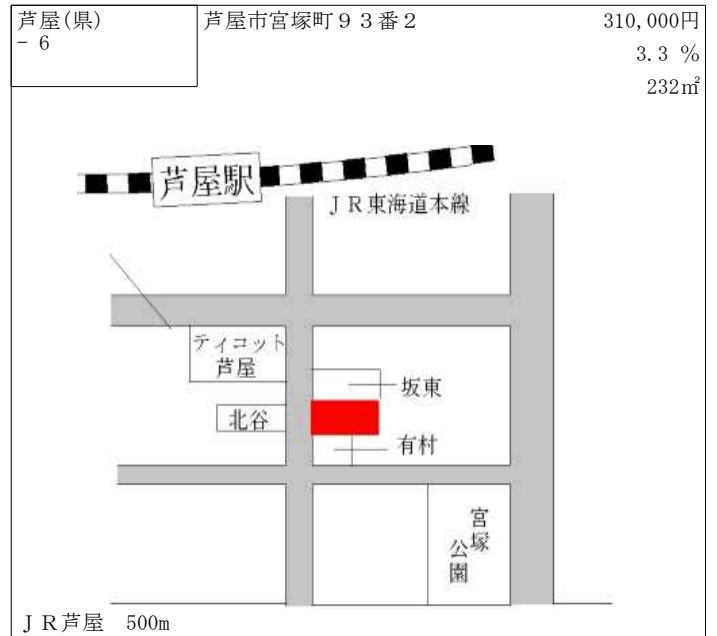 芦屋(県)
－ 6
芦屋市宮塚町９３番２
310,000円
3.3 %
232㎡
芦屋駅
ＪＲ東海道本線
ティコット
芦屋
坂東
北谷
有村
宮塚
公園
ＪＲ芦屋 500m